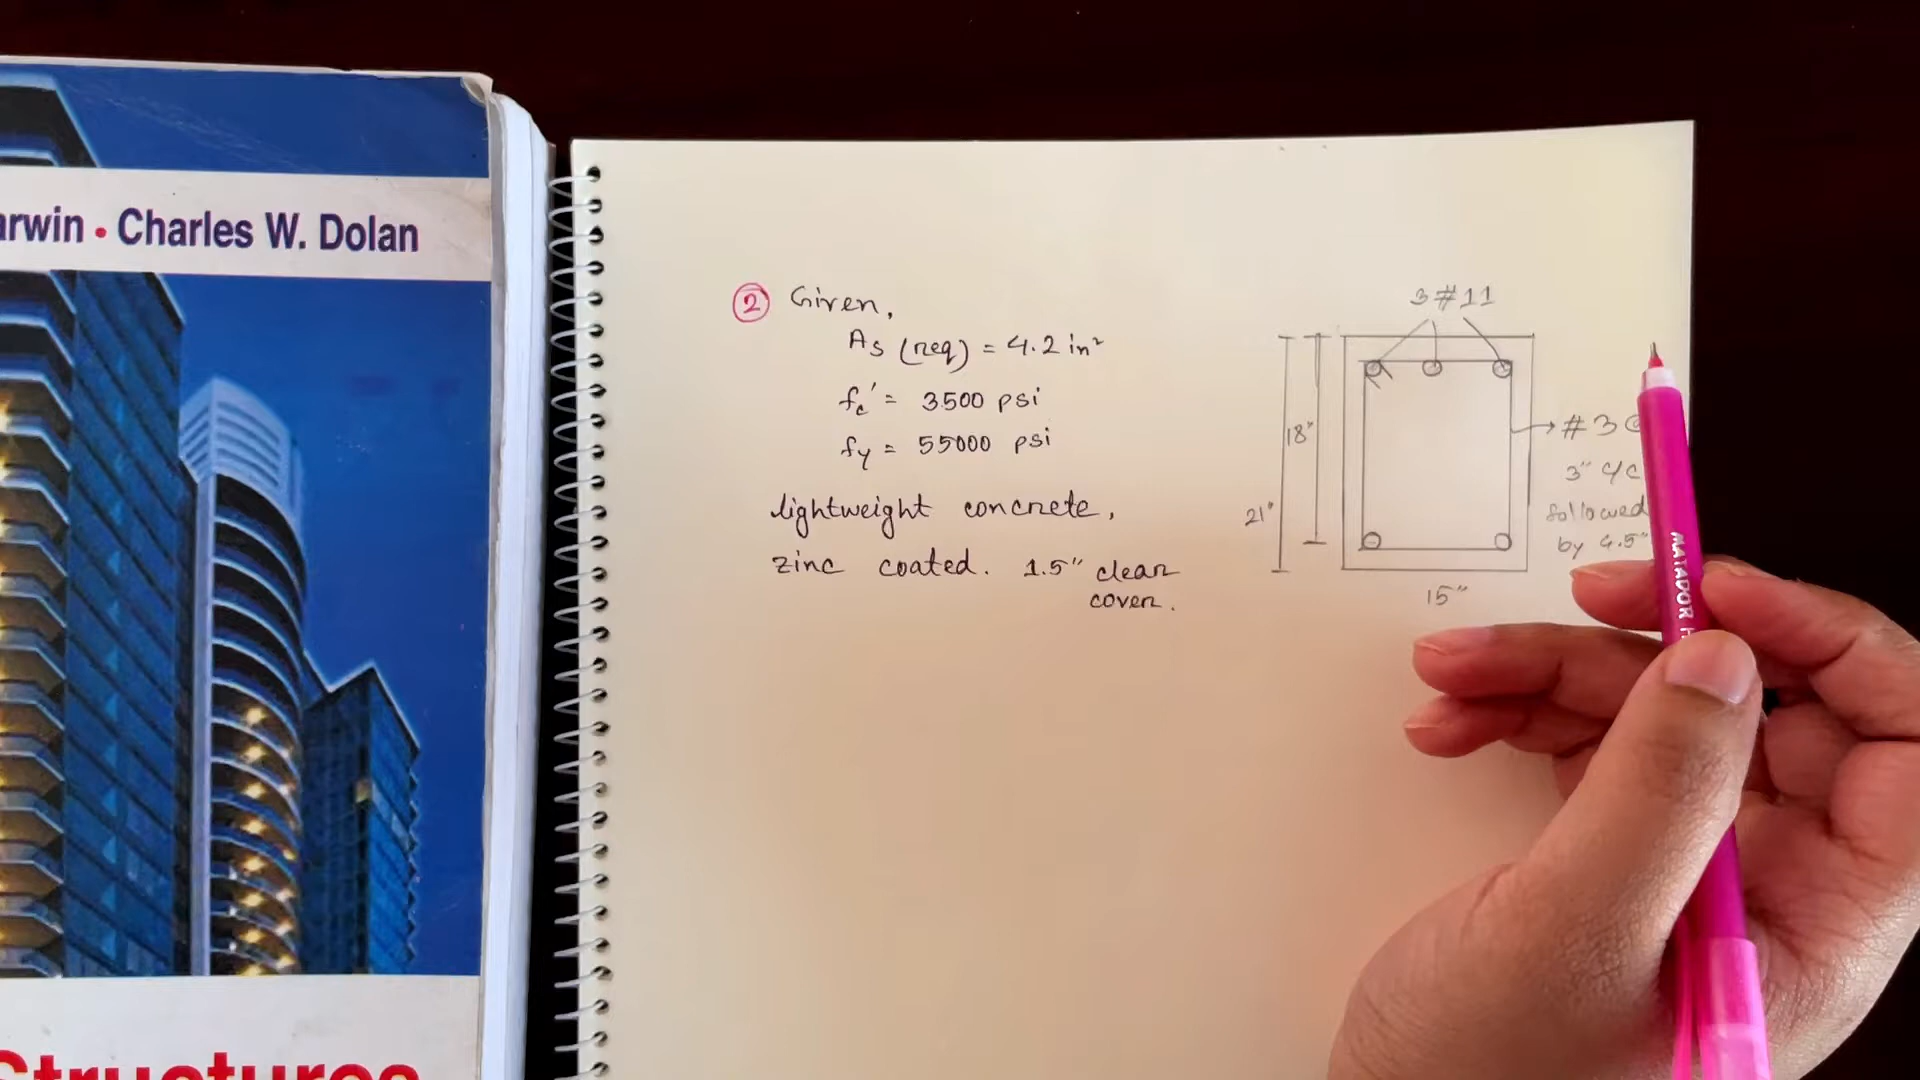 arwin • Charles W. Dolan
Structures
② Given,
As (req) = 4.2 in²
fc' = 3500 psi
fy = 55000 psi
lightweight concrete,
zinc coated. 1.5" clear
cover.
3#11
18"
21"
15"
#3 @
3" c/c
followed
by 4.5"
MATADOR H